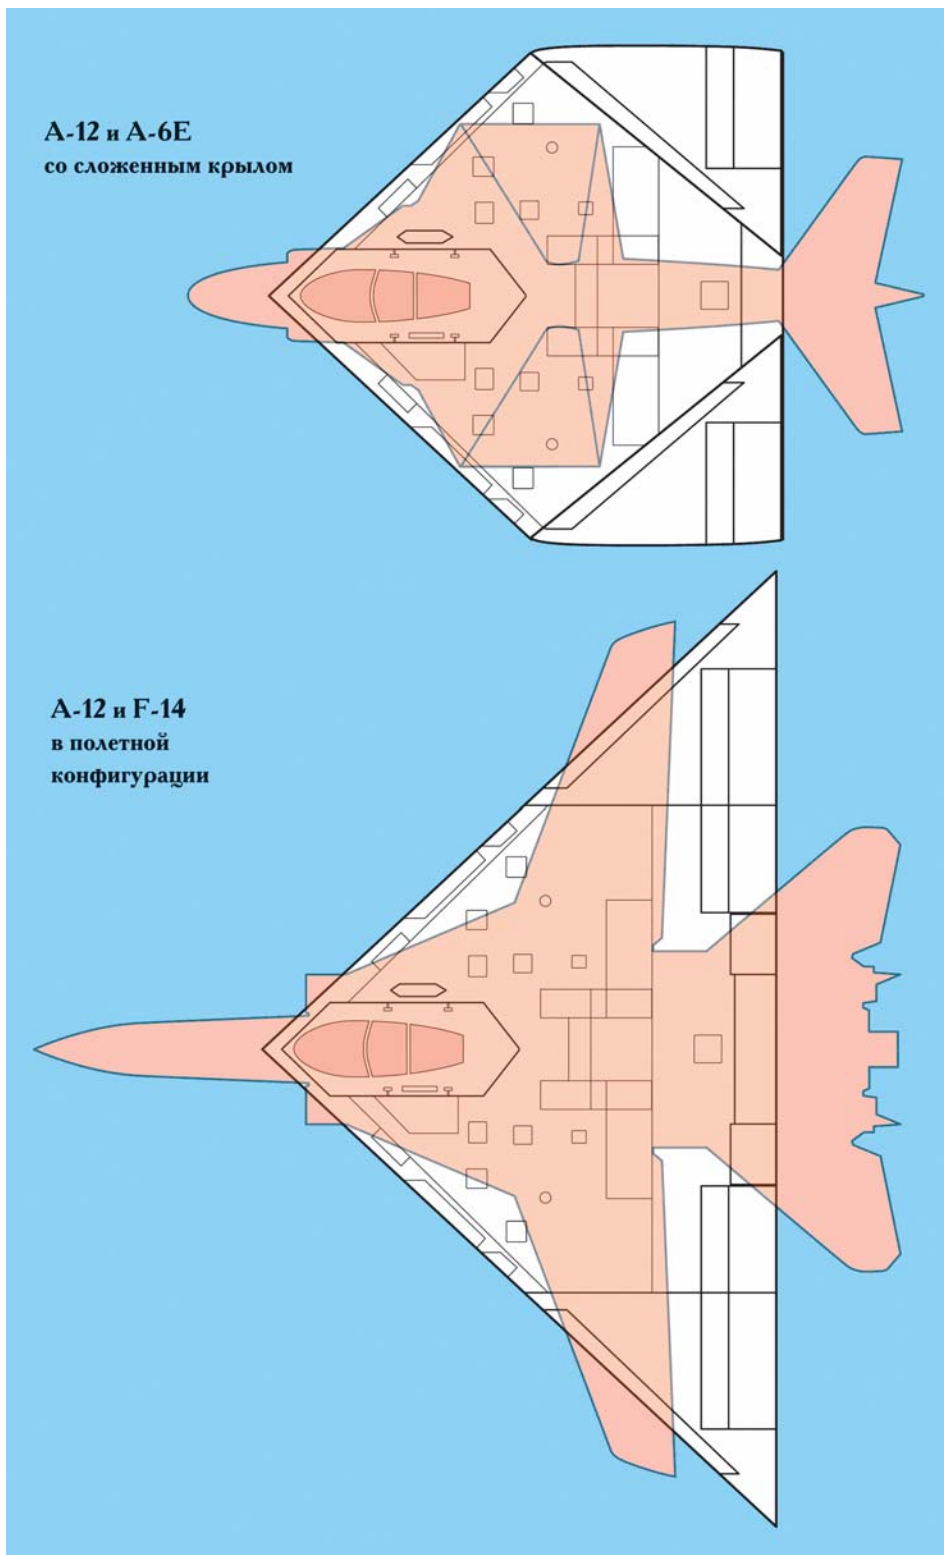 А-12 и А-6Е
со сложенным крылом
А-12 и F-14
в полетной
конфигурации